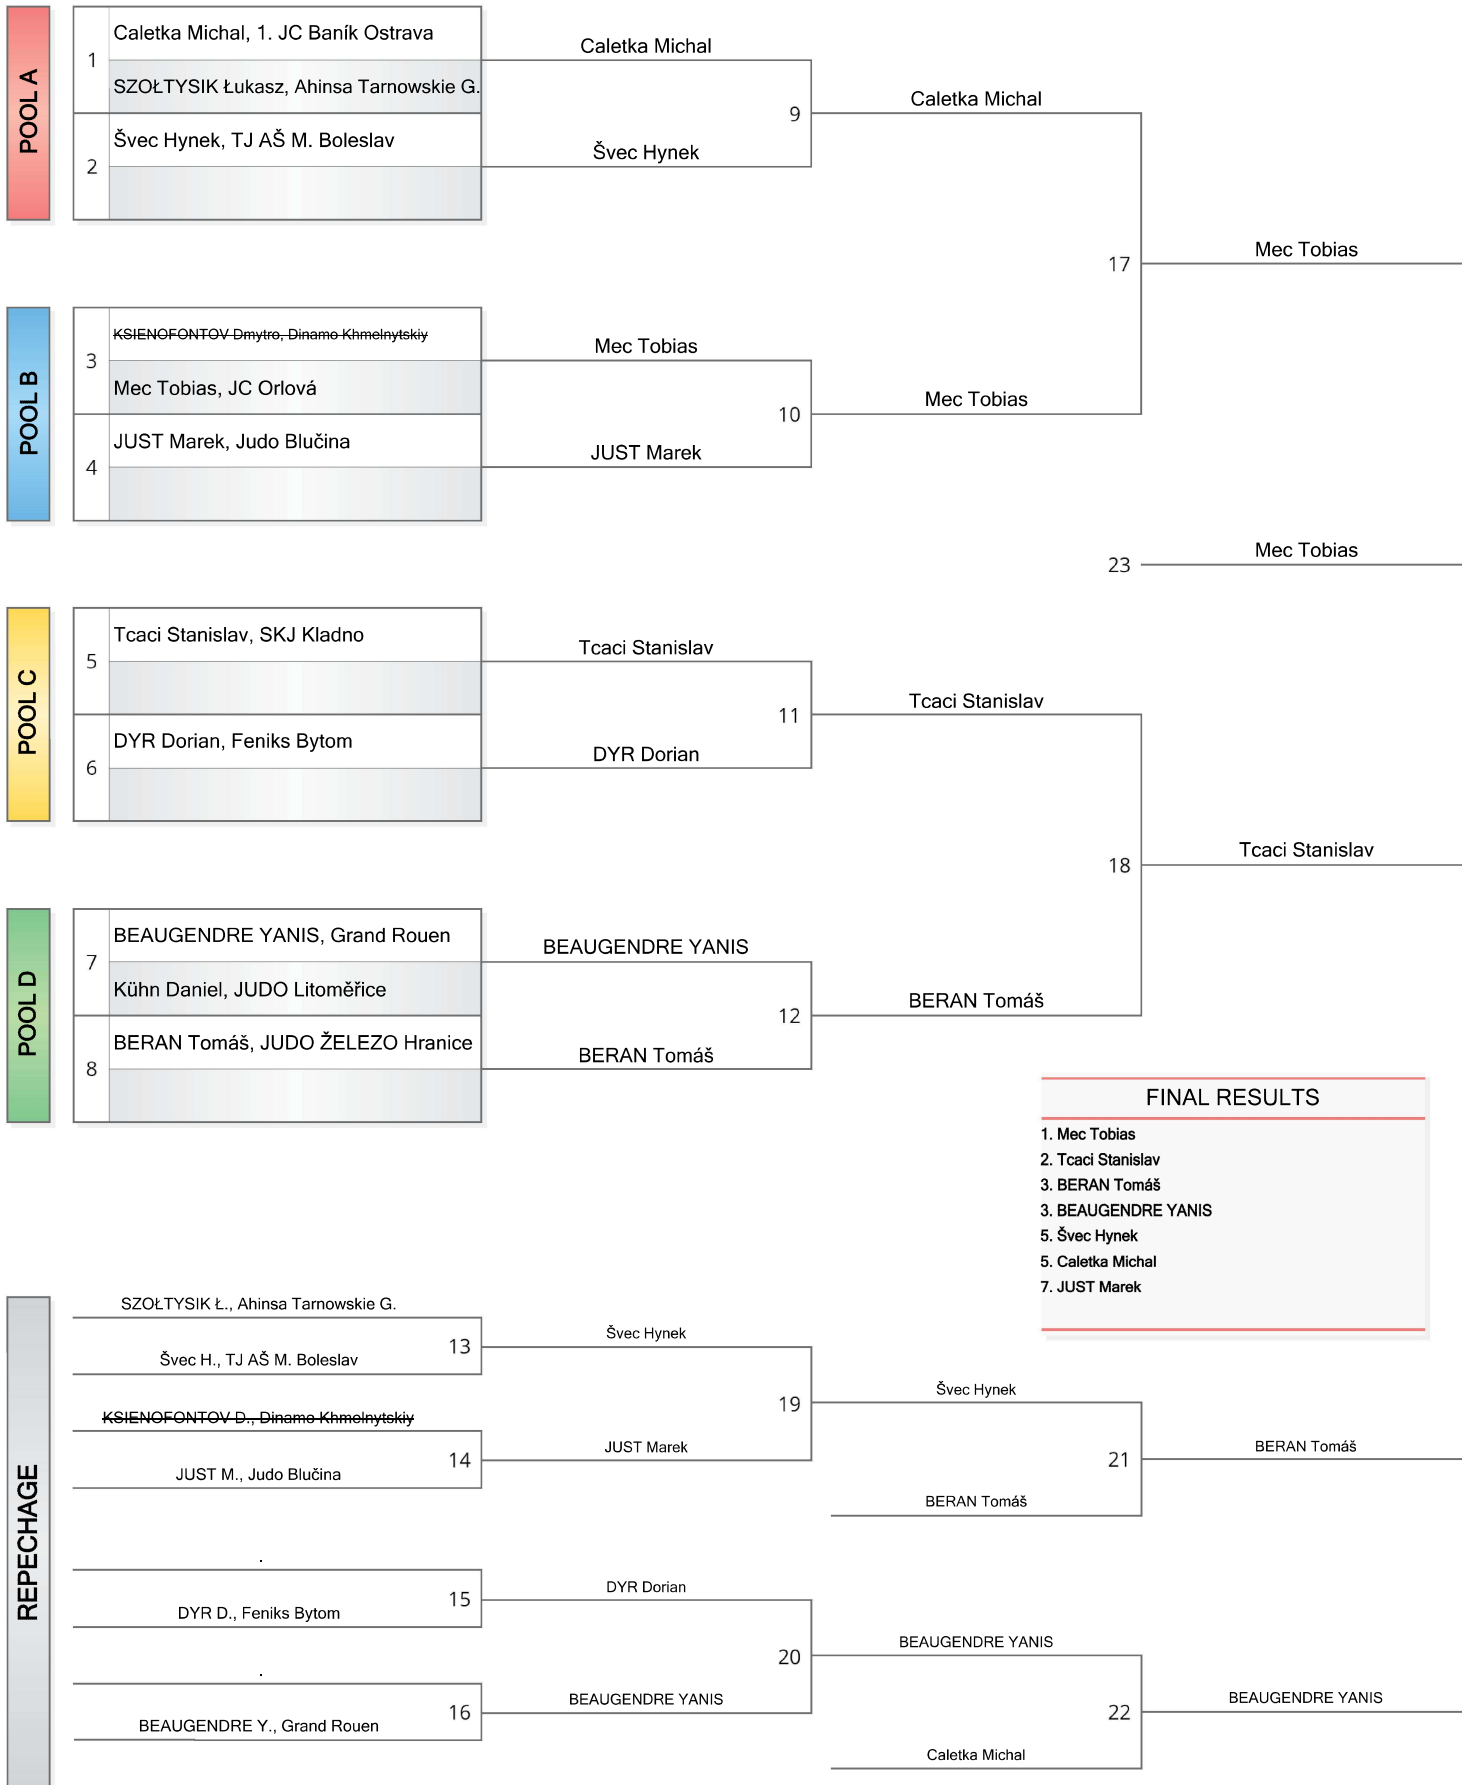 POOL A
1
Caletka Michal, 1. JC Baník Ostrava
SZOŁTYSIK Łukasz, Ahinsa Tarnowskie G.
2
Švec Hynek, TJ AŠ M. Boleslav
Caletka Michal
Švec Hynek
9
Caletka Michal
17
Mec Tobias
POOL B
3
KSIENOFONTOV Dmytro, Dinamo Khmelnytskiy
Mec Tobias, JC Orlová
4
JUST Marek, Judo Blučina
Mec Tobias
JUST Marek
10
Mec Tobias
23
Mec Tobias
POOL C
5
Tcaci Stanislav, SKJ Kladno
6
DYR Dorian, Feniks Bytom
Tcaci Stanislav
DYR Dorian
11
Tcaci Stanislav
18
Tcaci Stanislav
POOL D
7
BEAUGENDRE YANIS, Grand Rouen
Kühn Daniel, JUDO Litoměřice
8
BERAN Tomáš, JUDO ŽELEZO Hranice
BEAUGENDRE YANIS
BERAN Tomáš
12
BERAN Tomáš
FINAL RESULTS
1. Mec Tobias
2. Tcaci Stanislav
3. BERAN Tomáš
3. BEAUGENDRE YANIS
5. Švec Hynek
5. Caletka Michal
7. JUST Marek
REPECHAGE
SZOŁTYSIK Ł., Ahinsa Tarnowskie G.
Švec H., TJ AŠ M. Boleslav
13
KSIENOFONTOV D., Dinamo Khmelnytskiy
JUST M., Judo Blučina
14
Švec Hynek
JUST Marek
19
Švec Hynek
BERAN Tomáš
21
BERAN Tomáš
.
DYR D., Feniks Bytom
15
.
BEAUGENDRE Y., Grand Rouen
16
DYR Dorian
BEAUGENDRE YANIS
20
BEAUGENDRE YANIS
Caletka Michal
22
BEAUGENDRE YANIS